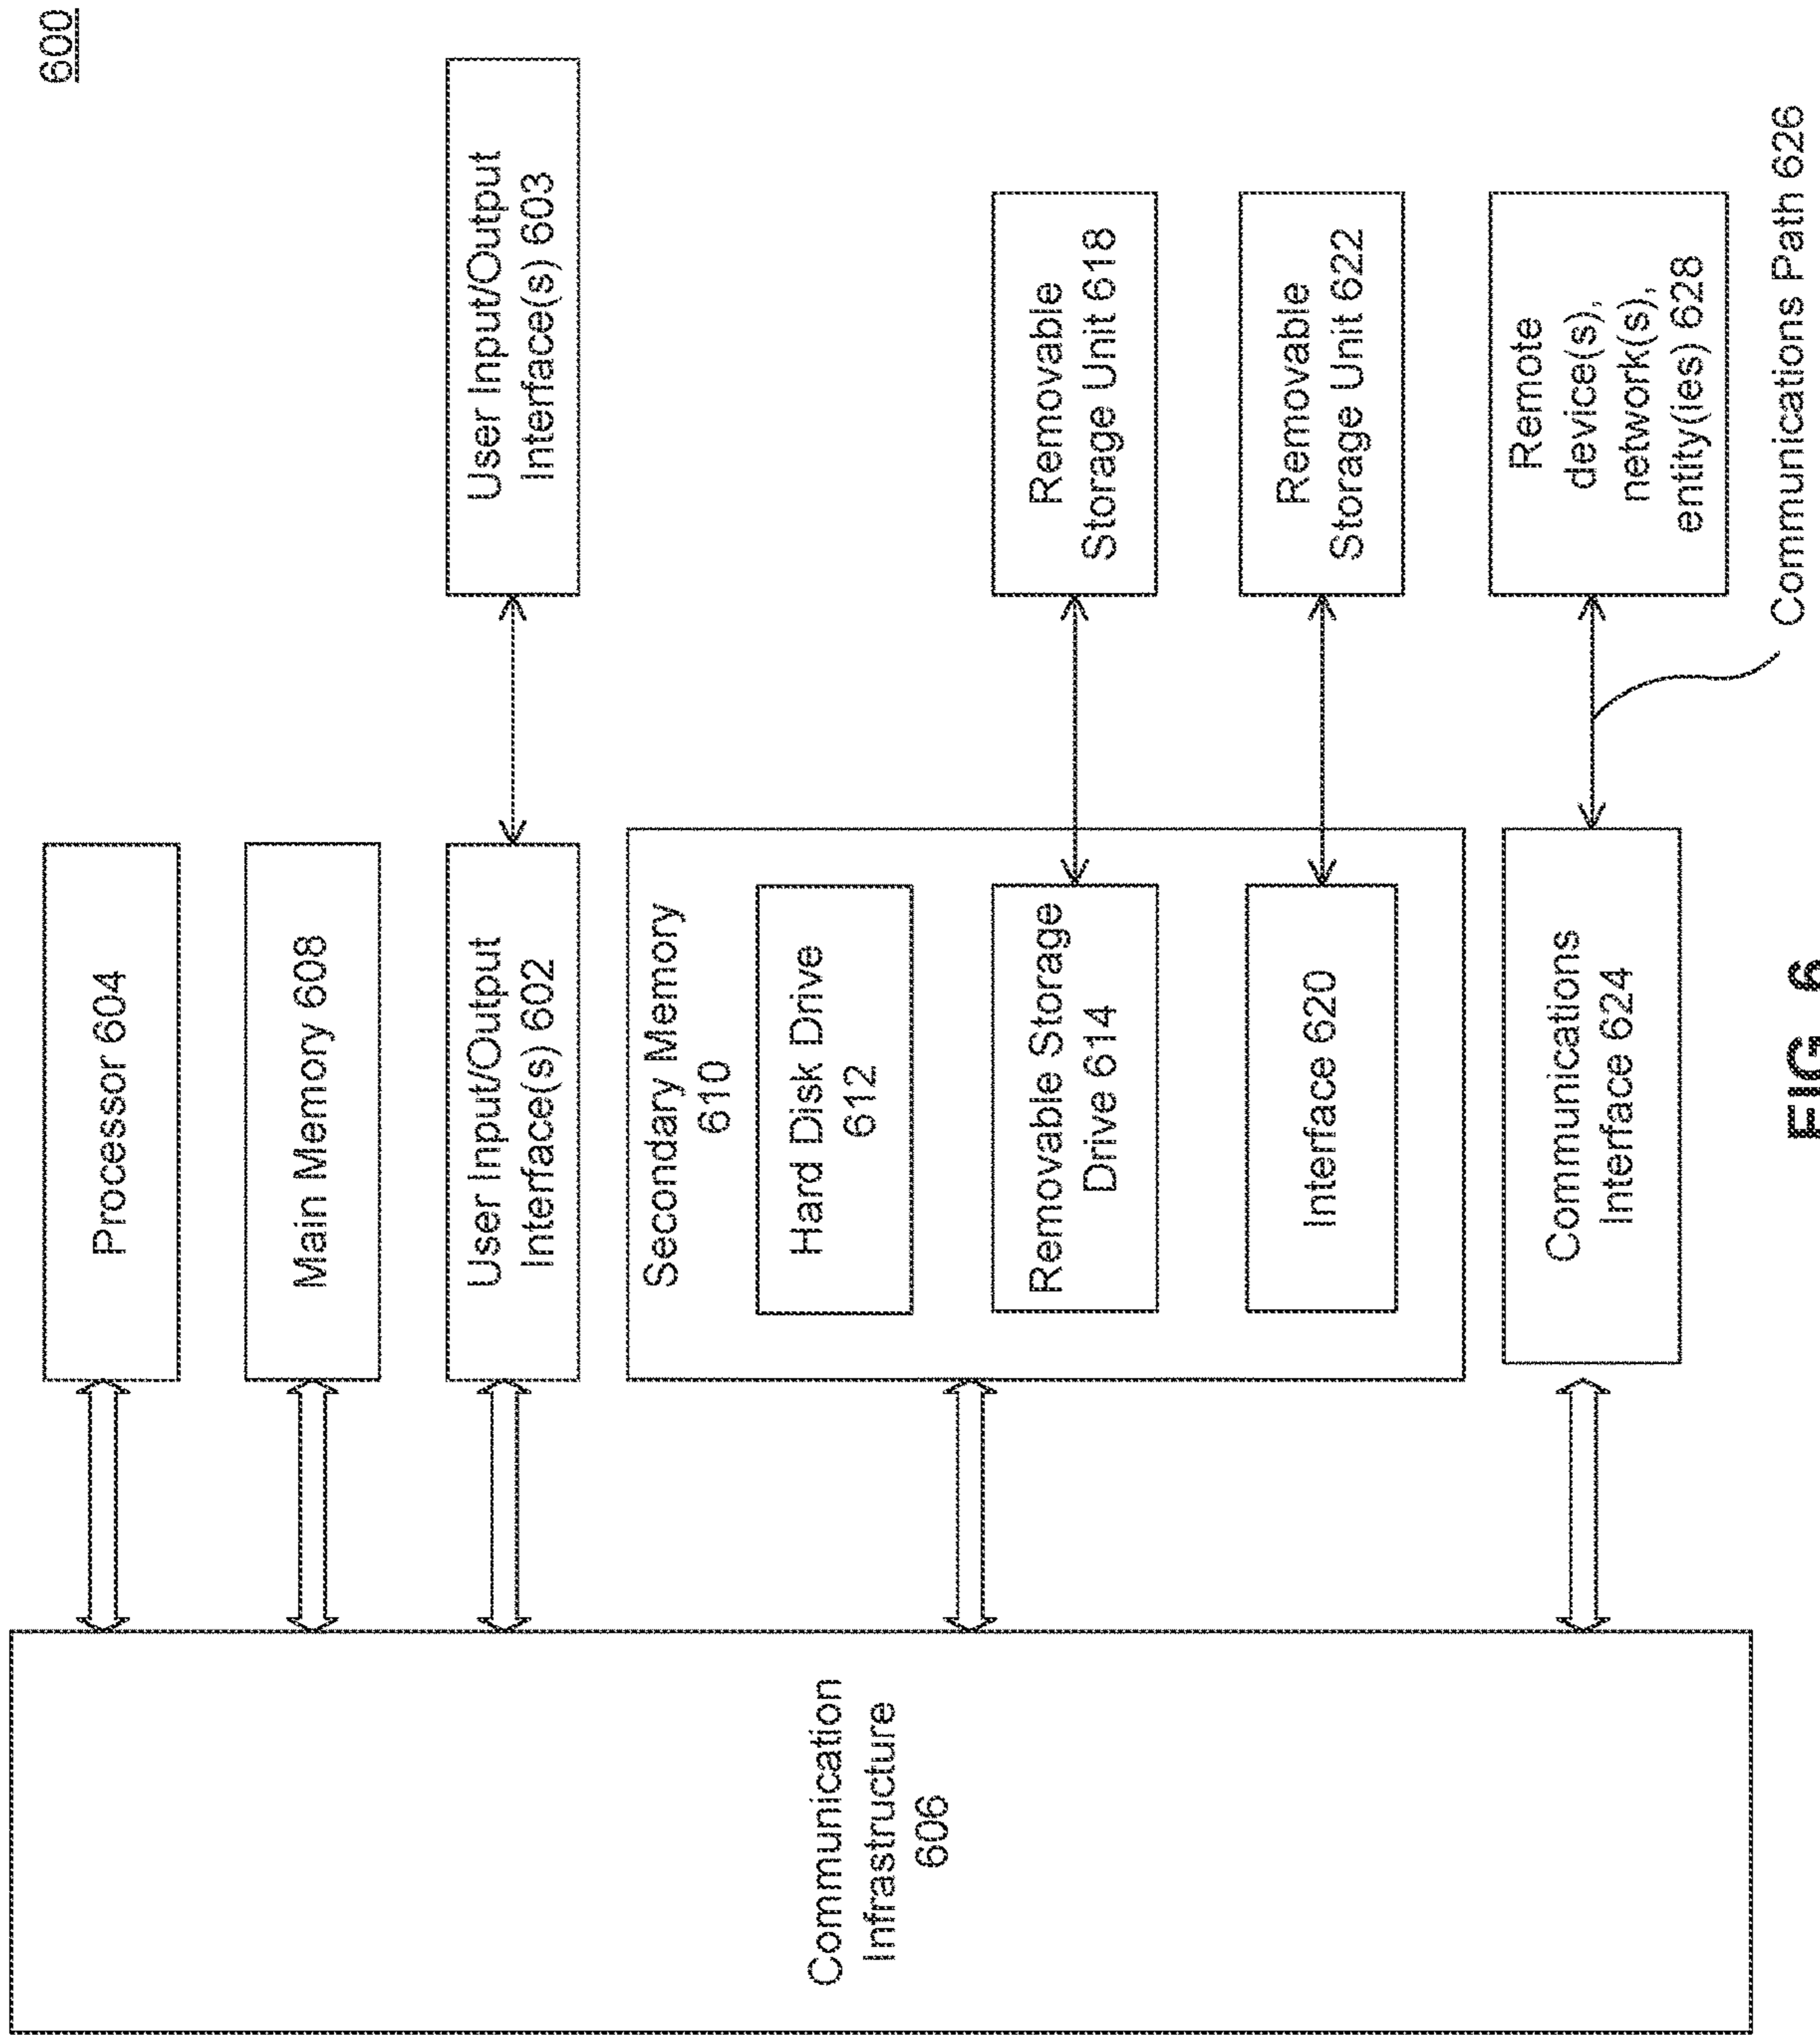 600
Processor 604
Main Memory 608
User Input/Output
Interface(s) 602
User Input/Output
Interface(s) 603
Communication
Infrastructure
606
Secondary Memory
610
Hard Disk Drive
612
Removable Storage
Drive 614
Removable
Storage Unit 618
Interface 620
Removable
Storage Unit 622
Communications
Interface 624
Remote
device(s),
network(s),
entity(ies) 628
Communications Path 626
FIG. 6